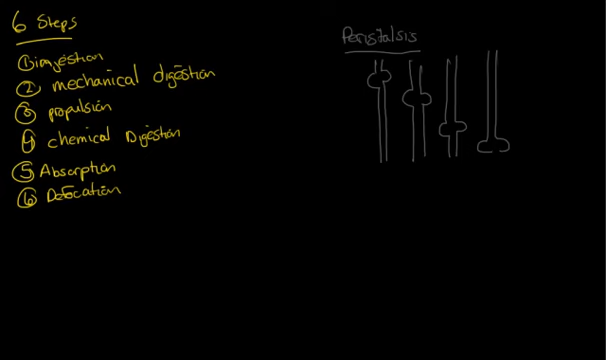 6 Steps
① ingestion
② mechanical digestion
③ propulsion
④ chemical Digestion
⑤ Absorption
⑥ Defecation
Peristalsis